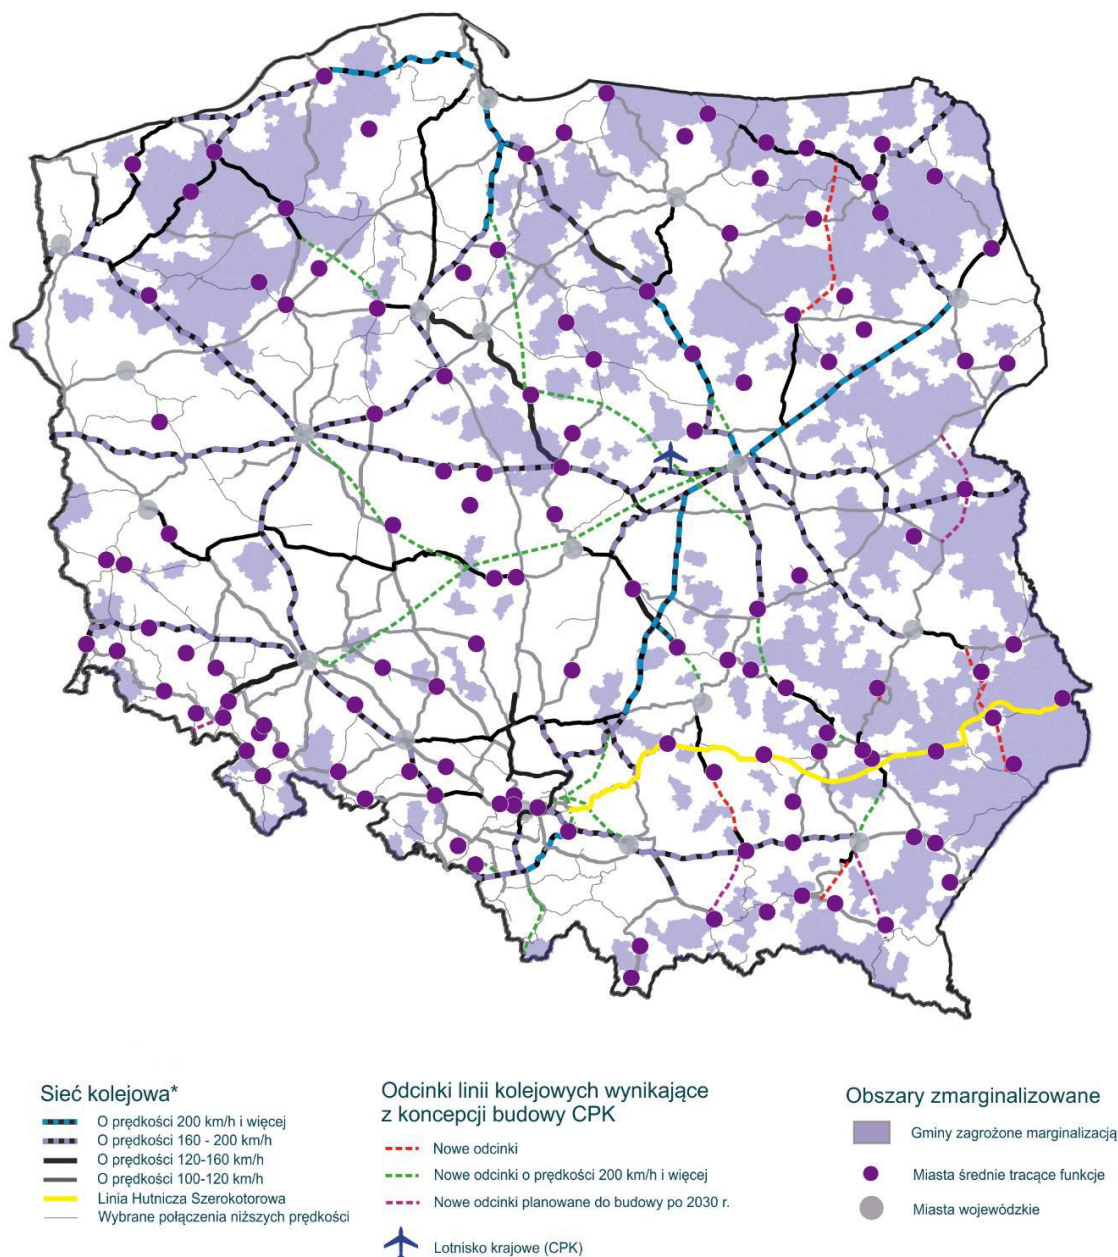 Sieć kolejowa*
O prędkości 200 km/h i więcej
O prędkości 160 - 200 km/h
O prędkości 120-160 km/h
O prędkości 100-120 km/h
Linia Hutnicza Szerokotorowa
Wybrane połączenia niższych prędkości
Odcinki linii kolejowych wynikające
z koncepcji budowy CPK
Nowe odcinki
Nowe odcinki o prędkości 200 km/h i więcej
Nowe odcinki planowane do budowy po 2030 r.
Lotnisko krajowe (CPK)
Obszary zmarginalizowane
Gminy zagrożone marginalizacją
Miasta średnie tracące funkcje
Miasta wojewódzkie